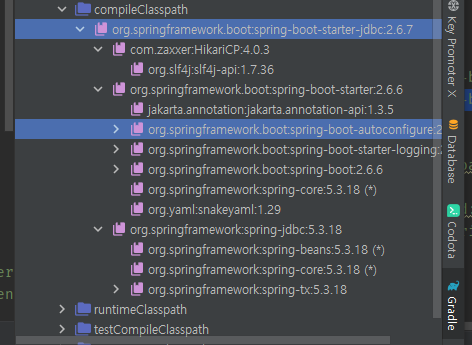 compileClasspath
org.springframework.boot:spring-boot-starter-jdbc:2.6.7
com.zaxxer:HikariCP:4.0.3
org.slf4j:slf4j-api:1.7.36
org.springframework.boot:spring-boot-starter:2.6.6
jakarta.annotation:jakarta.annotation-api:1.3.5
org.springframework.boot:spring-boot-autoconfigure:2
org.springframework.boot:spring-boot-starter-logging:2
org.springframework.boot:spring-boot:2.6.6
org.springframework:spring-core:5.3.18 (*)
org.yaml:snakeyaml:1.29
org.springframework:spring-jdbc:5.3.18
org.springframework:spring-beans:5.3.18 (*)
org.springframework:spring-core:5.3.18 (*)
org.springframework:spring-tx:5.3.18
runtimeClasspath
testCompileClasspath
Key Promoter X
Database
Codota
Gradle